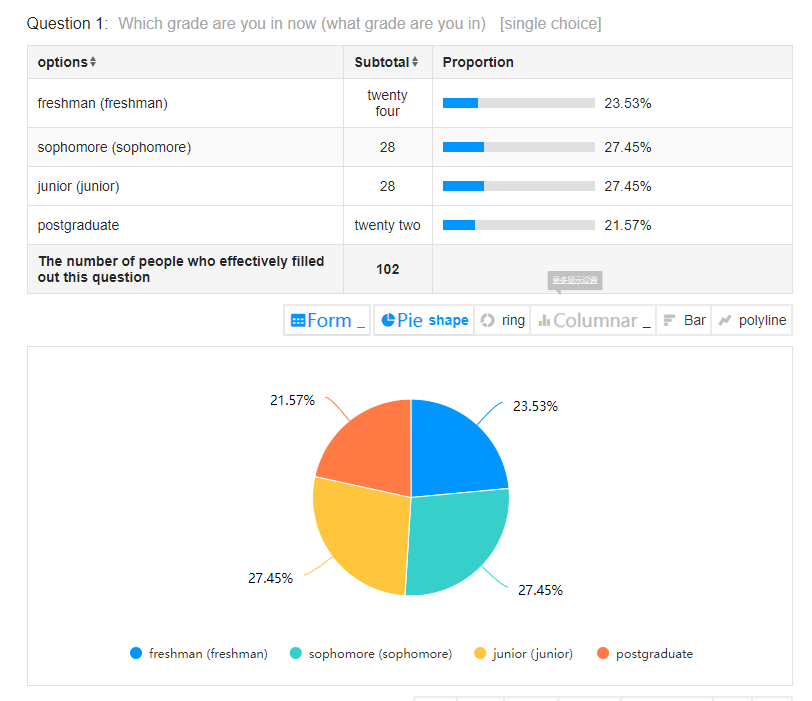 Question 1: Which grade are you in now (what grade are you in) [single choice]
options Subtotal Proportion
freshman (freshman) twenty four 23.53%
sophomore (sophomore) 28 27.45%
junior (junior) 28 27.45%
postgraduate twenty two 21.57%
The number of people who effectively filled
out this question 102
更多显示设置
Form _ Pie shape ring Columnar _ Bar polyline
21.57% 23.53%
27.45% 27.45%
freshman (freshman) sophomore (sophomore) junior (junior) postgraduate